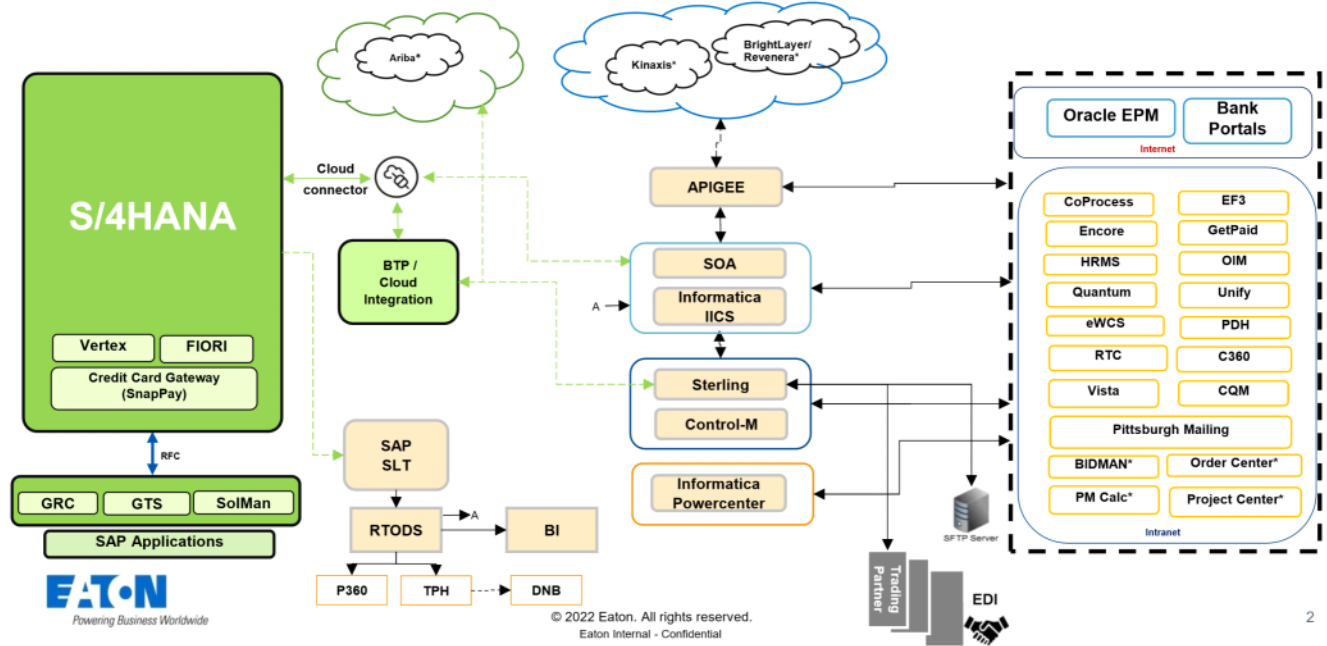 Ariba*
Kinaxis*
BrightLayer/
Revenera*
S/4HANA
Vertex
FIORI
Credit Card Gateway
(SnapPay)
RFC
GRC
GTS
SolMan
SAP Applications
Cloud
connector
BTP /
Cloud
Integration
SAP
SLT
RTODS
A
BI
P360
TPH
DNB
APIGEE
SOA
A
Informatica
IICS
Sterling
Control-M
Informatica
Powercenter
SFTP Server
Trading
Partner
EDI
Oracle EPM
Bank
Portals
Internet
CoProcess
EF3
Encore
GetPaid
HRMS
OIM
Quantum
Unify
eWCS
PDH
RTC
C360
Vista
CQM
Pittsburgh Mailing
BIDMAN*
Order Center*
PM Calc*
Project Center*
Intranet
EATON
Powering Business Worldwide
© 2022 Eaton. All rights reserved.
Eaton Internal - Confidential
2